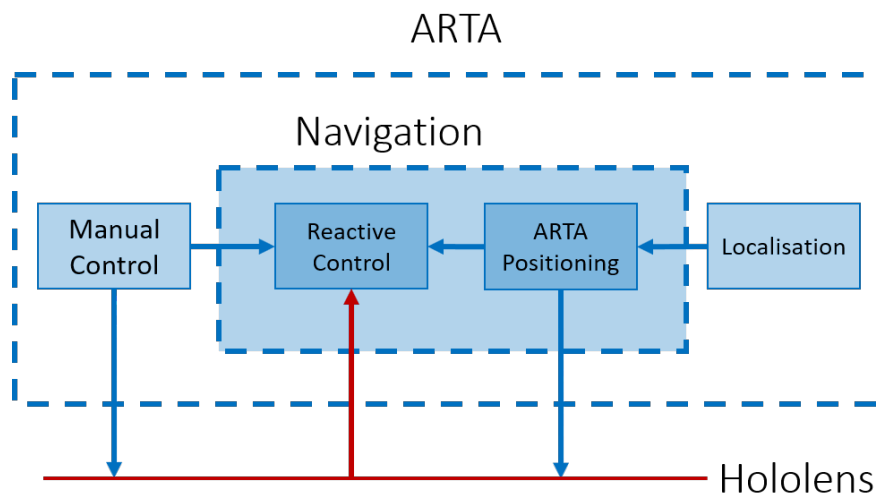 ARTA
Navigation
Manual
Control
Reactive
Control
ARTA
Positioning
Localisation
Hololens